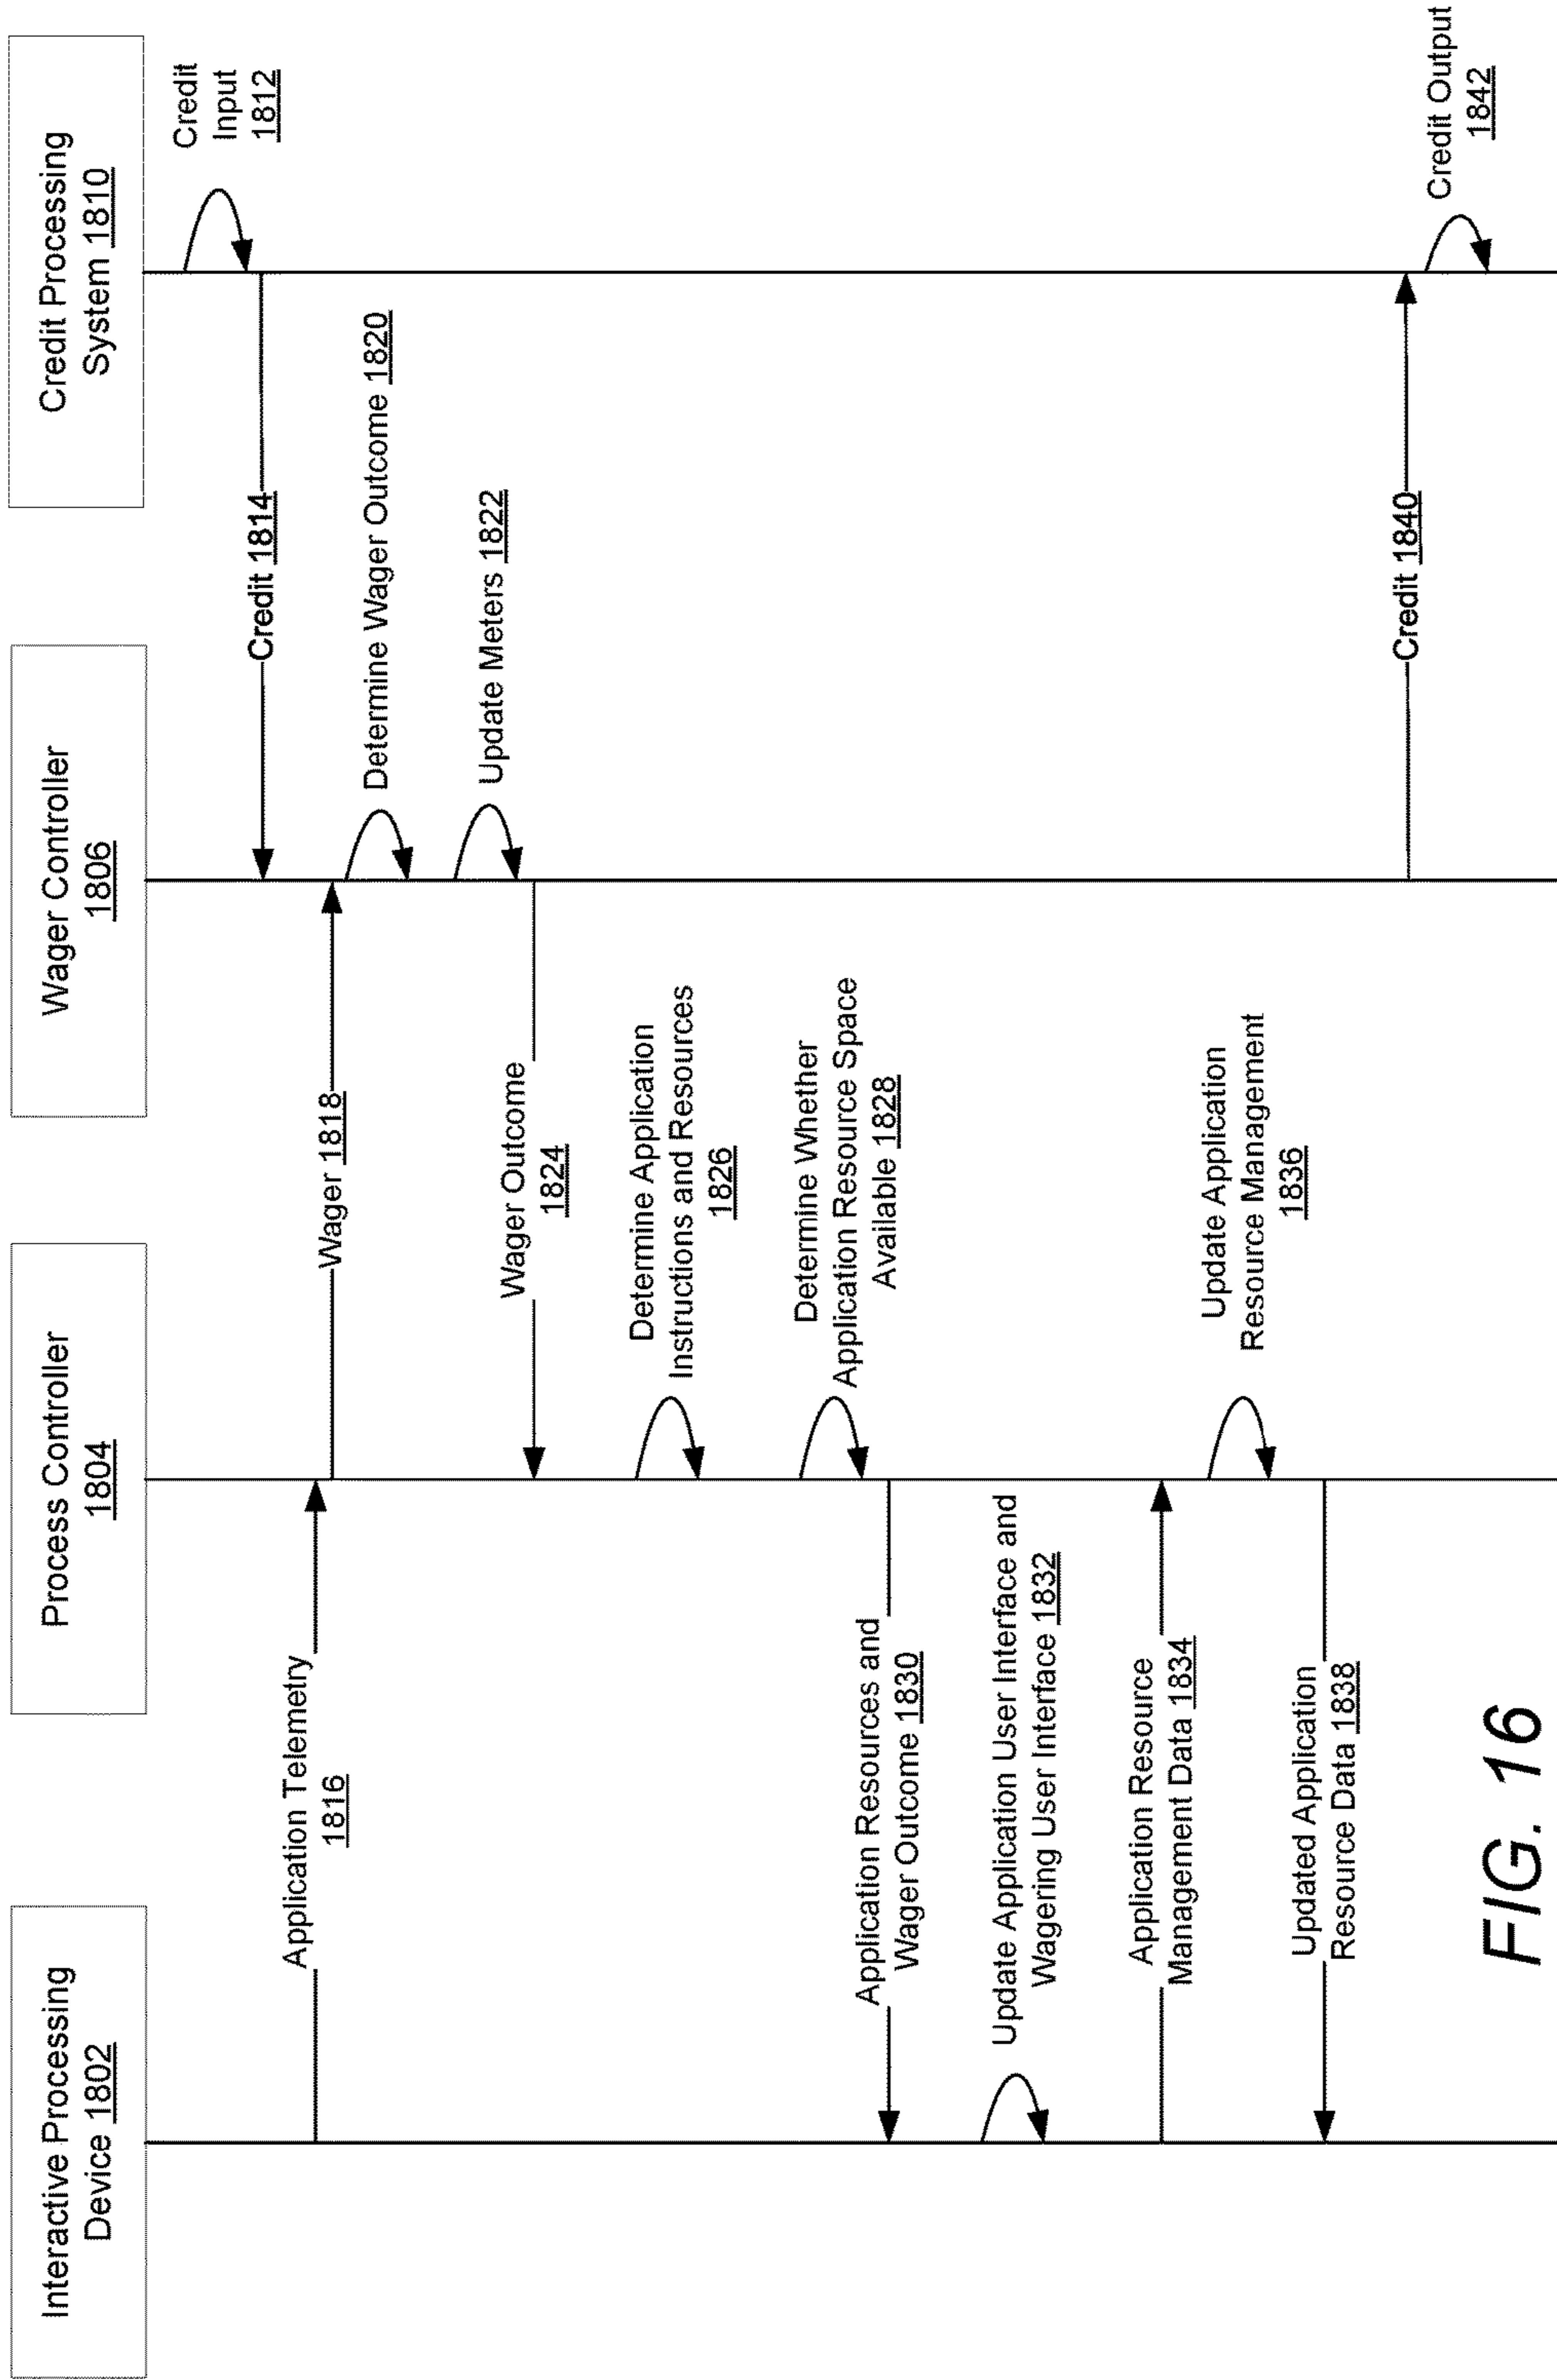 Interactive Processing
Device 1802
Process Controller
1804
Wager Controller
1806
Credit Processing
System 1810
Credit
Input
1812
Credit 1814
Application Telemetry
1816
Wager 1818
Determine Wager Outcome 1820
Update Meters 1822
Wager Outcome
1824
Determine Application
Instructions and Resources
1826
Determine Whether
Application Resource Space
Available 1828
Application Resources and
Wager Outcome 1830
Update Application User Interface and
Wagering User Interface 1832
Application Resource
Management Data 1834
Update Application
Resource Management
1836
Updated Application
Resource Data 1838
Credit 1840
Credit Output
1842
FIG. 16